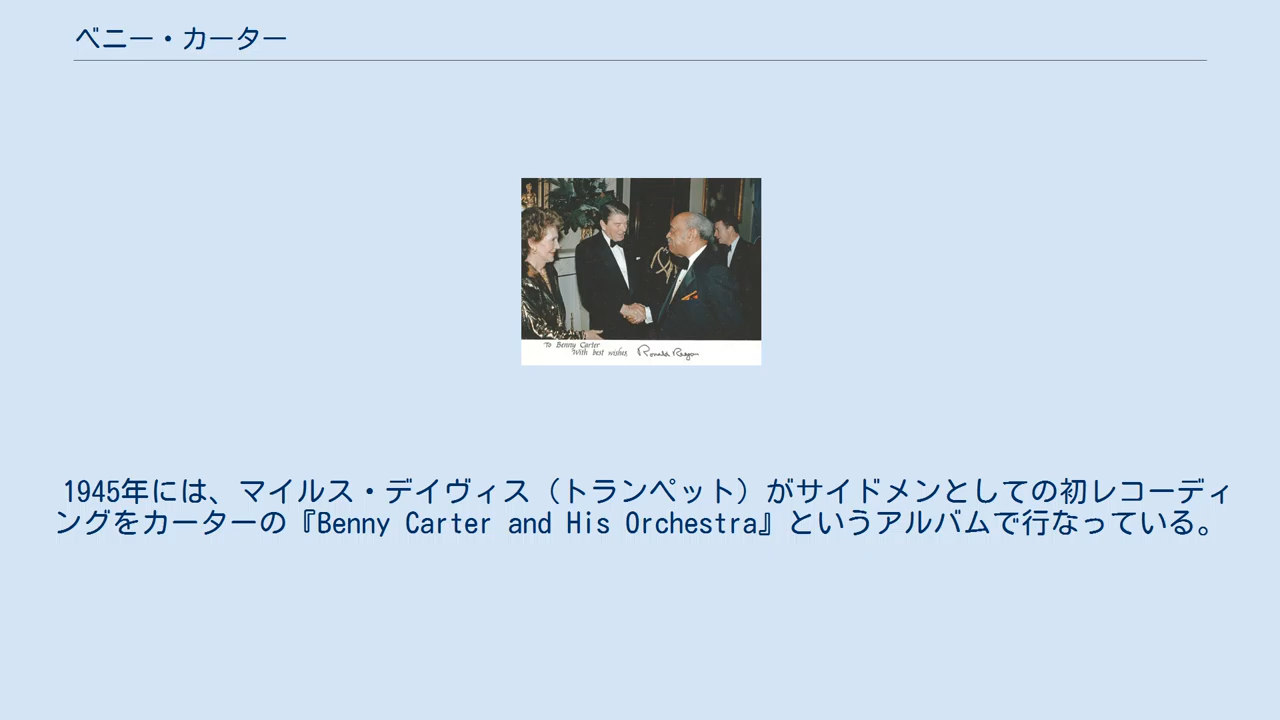 ベニー・カーター
To Benny Carter
With best wishes, Ronald Reagan
1945年には、マイルス・デイヴィス（トランペット）がサイドメンとしての初レコーディ
ングをカーターの『Benny Carter and His Orchestra』というアルバムで行なっている。